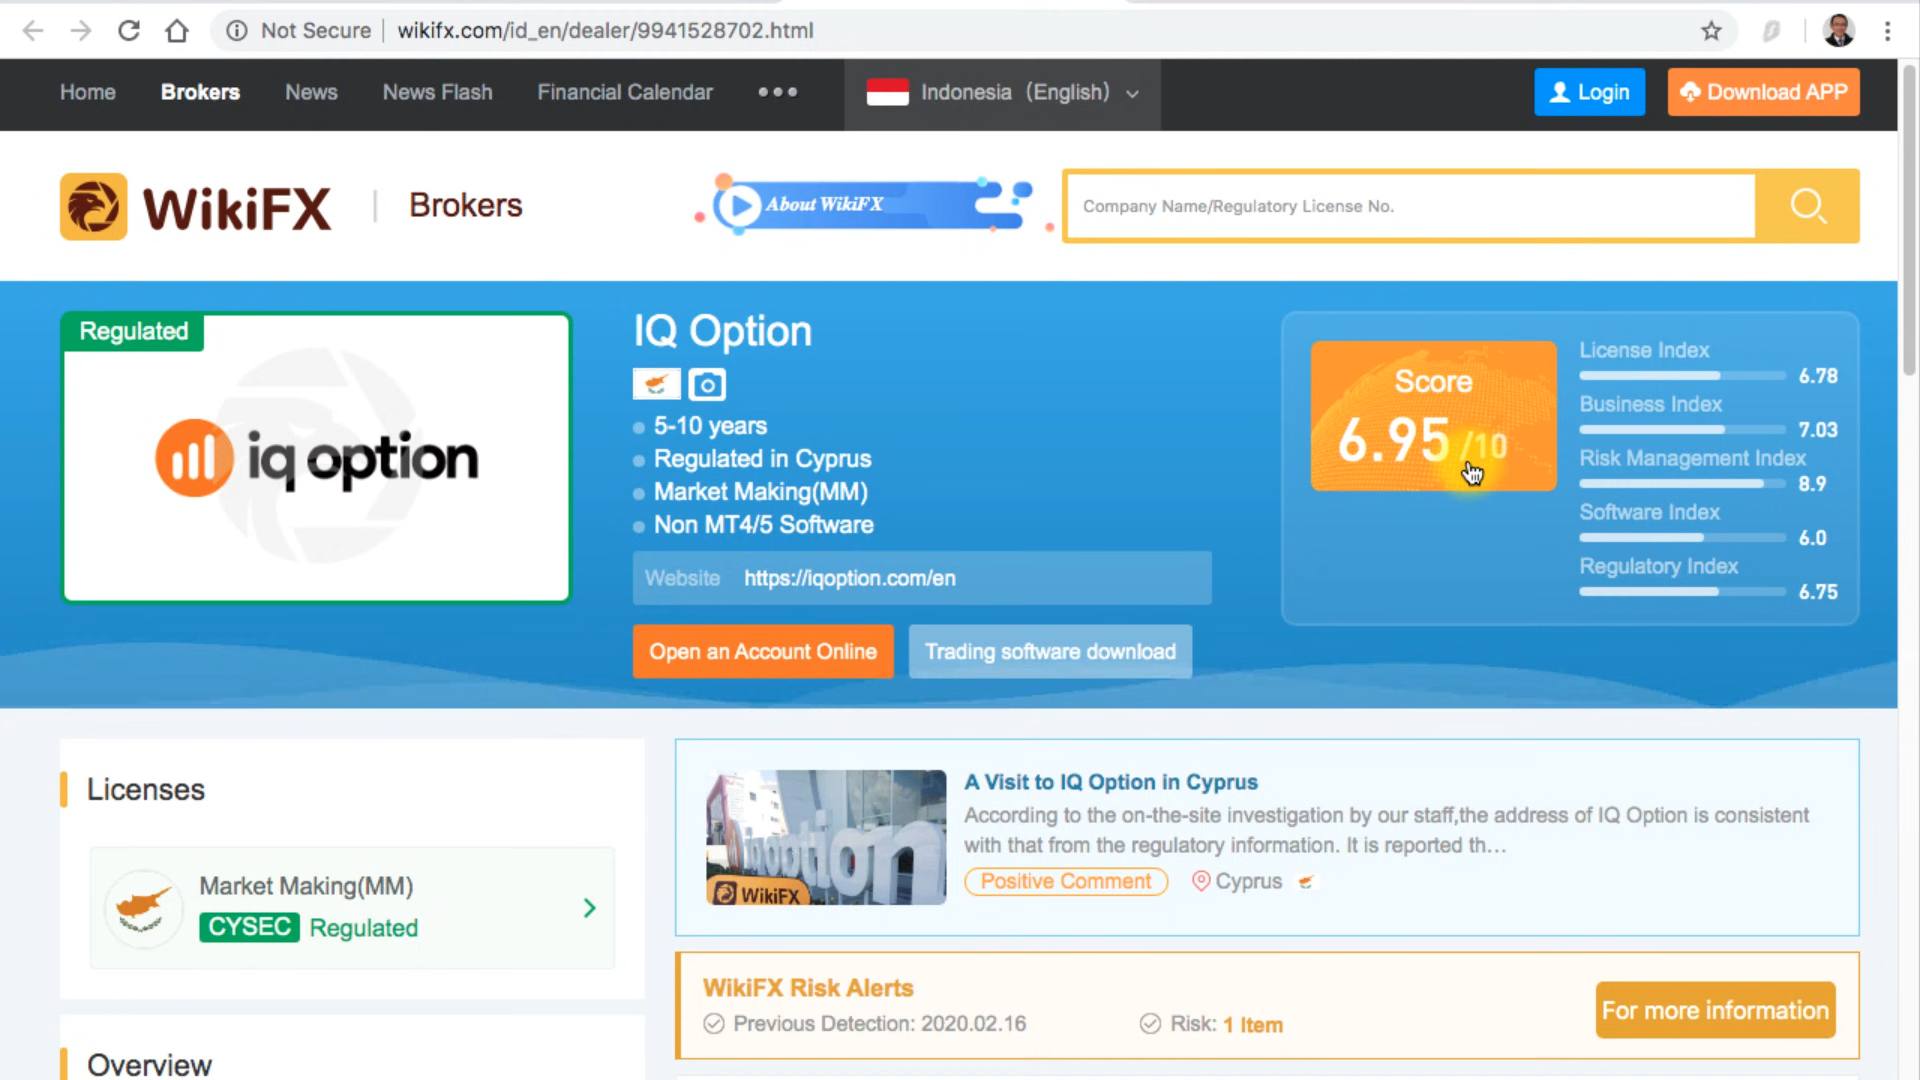 Not Secure wikifx.com/id_en/dealer/9941528702.html
Home Brokers News News Flash Financial Calendar ••• Indonesia (English) Login Download APP
WikiFX Brokers About WikiFX Company Name/Regulatory License No.
Regulated
iq option
IQ Option
5-10 years
Regulated in Cyprus
Market Making(MM)
Non MT4/5 Software
Website https://iqoption.com/en
Open an Account Online Trading software download
Score
6.95 /10
License Index
6.78
Business Index
7.03
Risk Management Index
8.9
Software Index
6.0
Regulatory Index
6.75
Licenses
Market Making(MM)
CYSEC Regulated
Overview
iqoption
WikiFX
A Visit to IQ Option in Cyprus
According to the on-the-site investigation by our staff,the address of IQ Option is consistent
with that from the regulatory information. It is reported th...
Positive Comment Cyprus
WikiFX Risk Alerts
Previous Detection: 2020.02.16 Risk: 1 Item
For more information